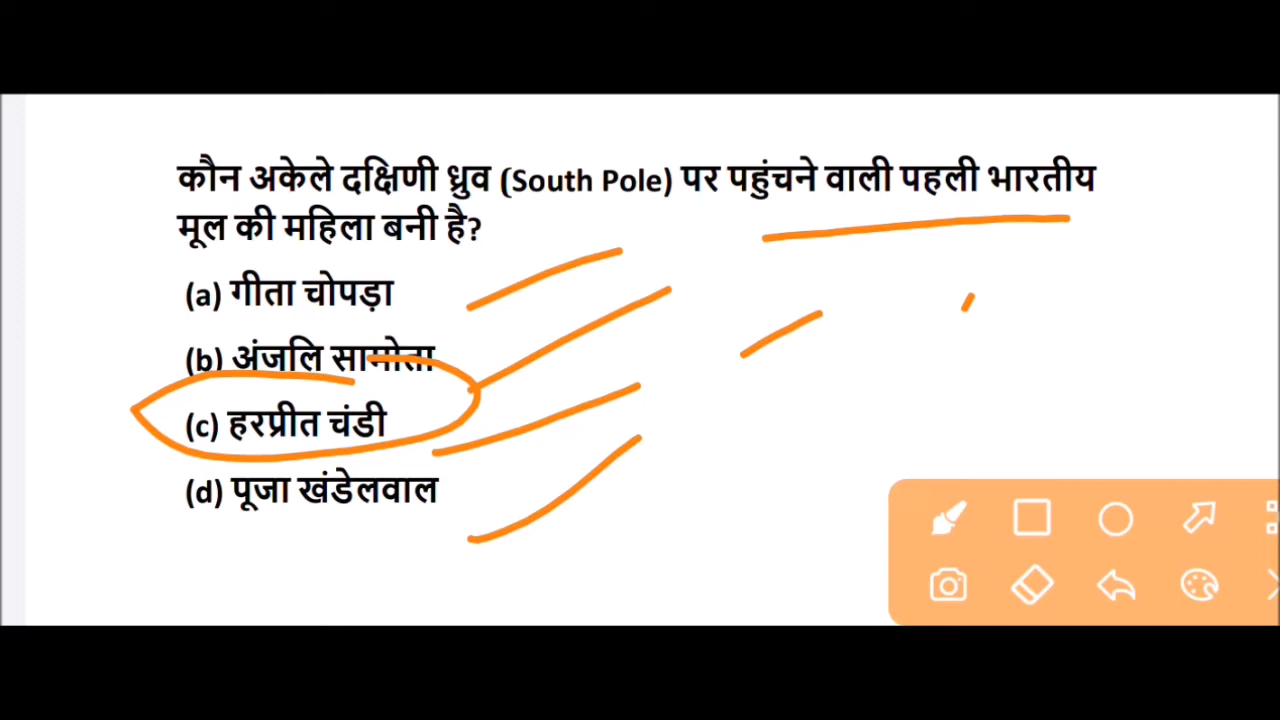 कौन अकेले दक्षिणी ध्रुव (South Pole) पर पहुंचने वाली पहली भारतीय
मूल की महिला बनी है?
(a) गीता चोपड़ा
(b) अंजलि सामोता
(c) हरप्रीत चंडी
(d) पूजा खंडेलवाल